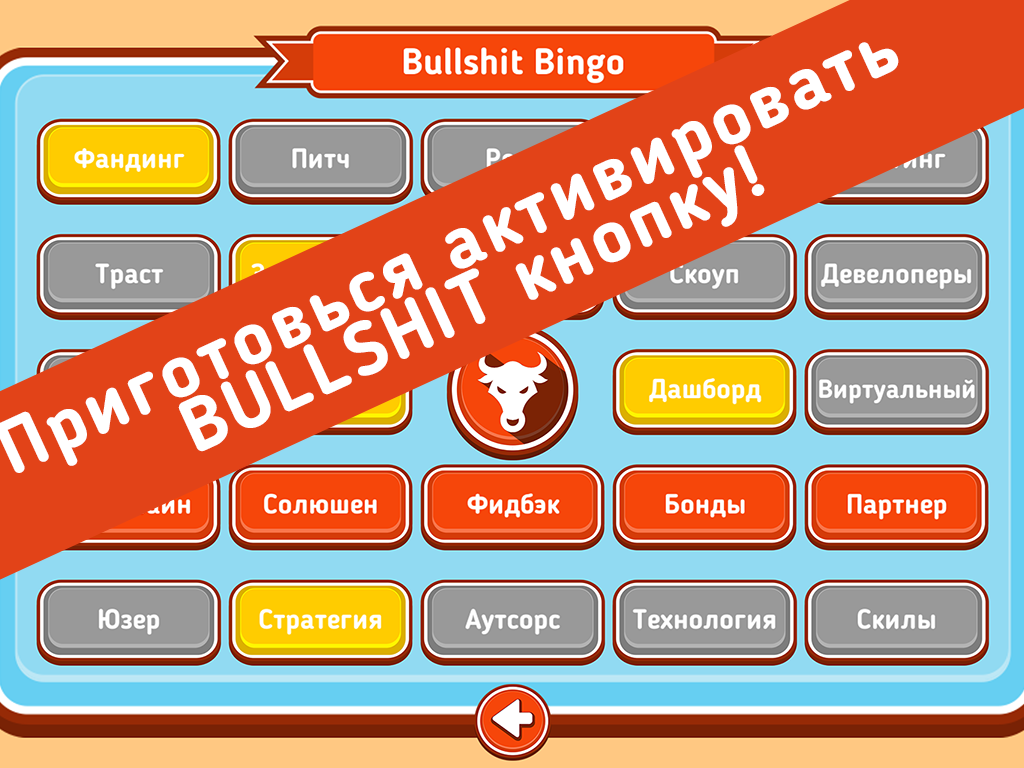 Bullshit Bingo
Приготовься активировать
BULLSHIT кнопку!
Фандинг Питч
Траст Скоуп Девелоперы
Дашборд Виртуальный
Солюшен Фидбэк Бонды Партнер
Юзер Стратегия Аутсорс Технология Скилы